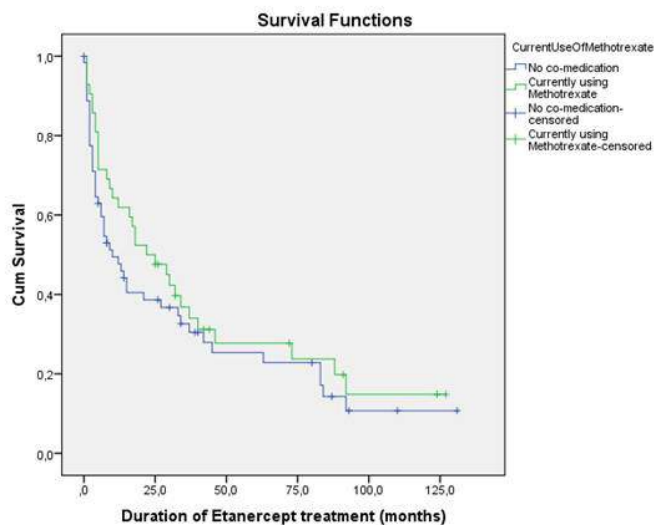 Survival Functions
CurrentUseOfMethotrexate
No co-medication
Currently using
Methotrexate
No co-medication-
censored
Currently using
Methotrexate-censored
Cum Survival
1,0
0,8
0,6
0,4
0,2
0,0
,0
25,0
50,0
75,0
100,0
125,0
Duration of Etanercept treatment (months)